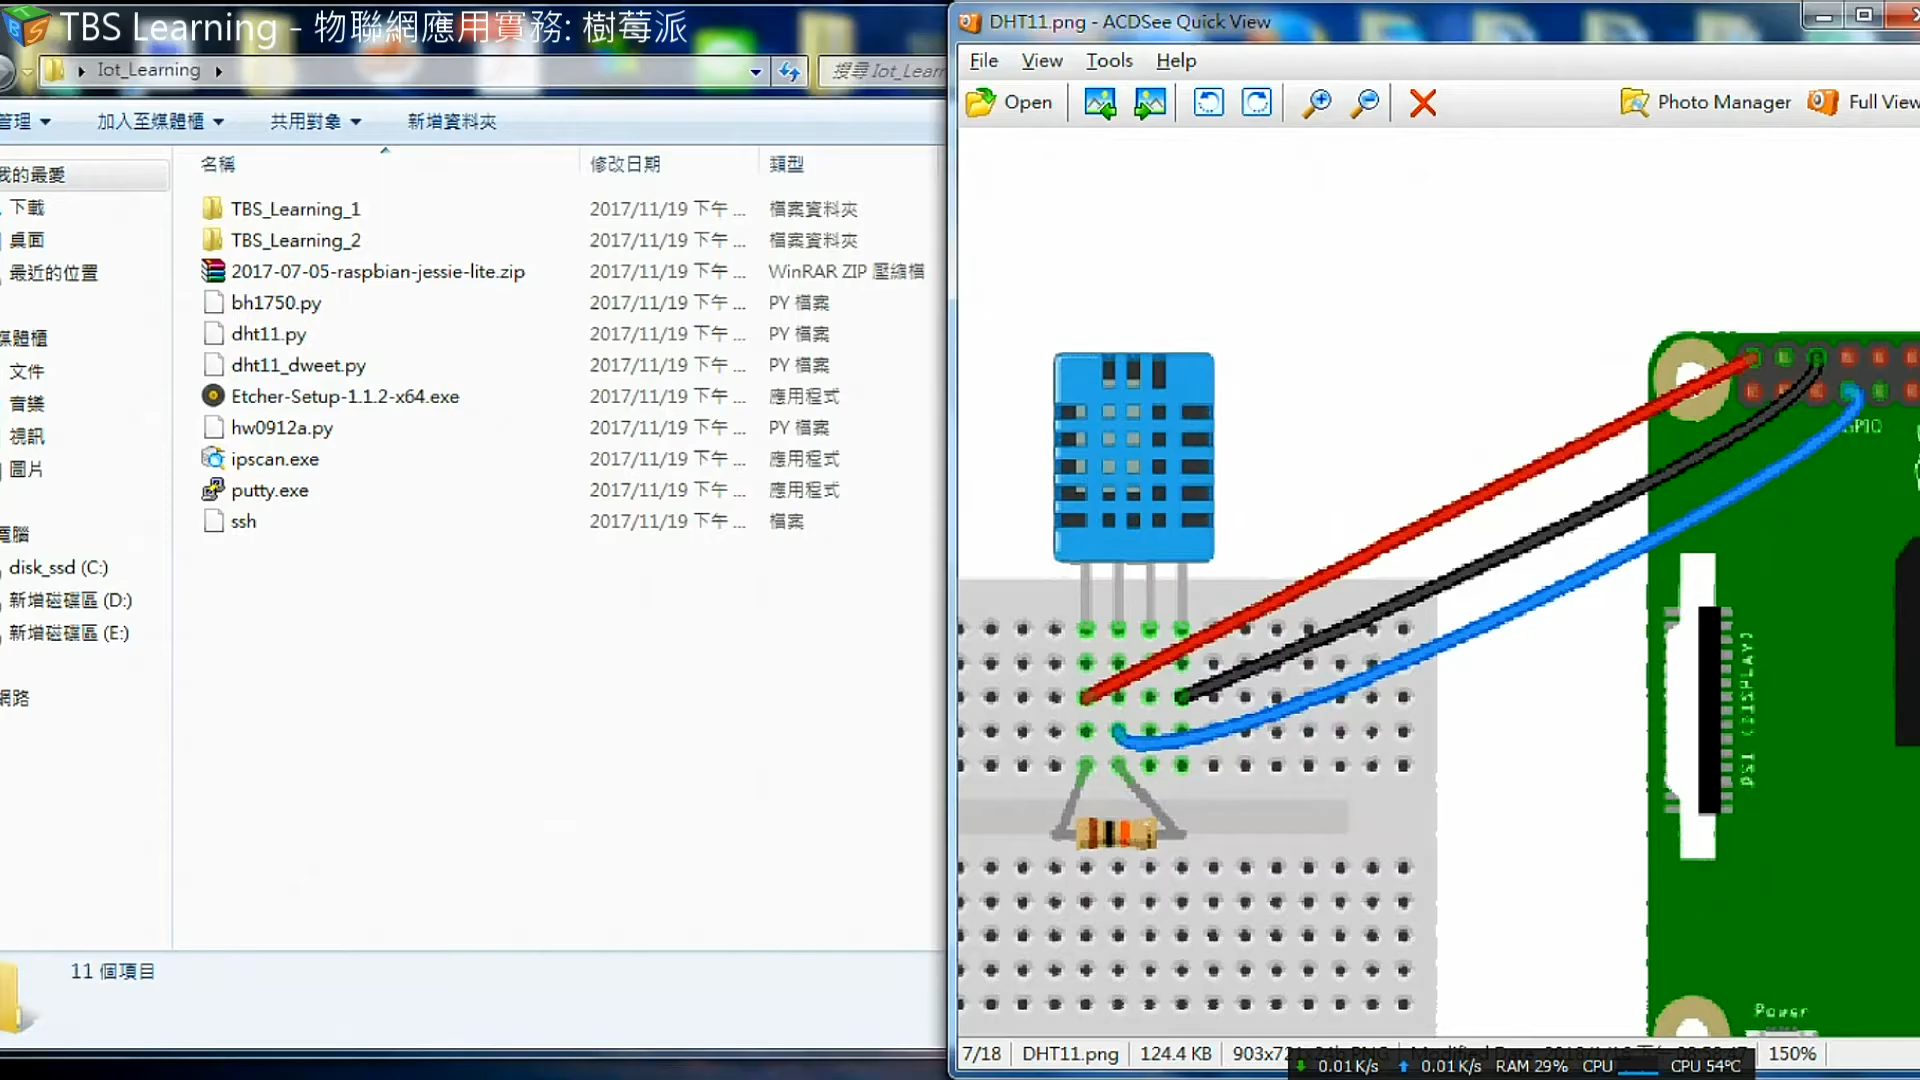 TBS Learning - 物聯網應用實務: 樹莓派
Iot_Learning
搜尋 Iot_Learn
管理
加入至媒體櫃
共用對象
新增資料夾
我的最愛
下載
桌面
最近的位置
媒體櫃
文件
音樂
視訊
圖片
電腦
disk_ssd (C:)
新增磁碟區 (D:)
新增磁碟區 (E:)
網路
名稱 修改日期 類型
TBS_Learning_1 2017/11/19 下午 ... 檔案資料夾
TBS_Learning_2 2017/11/19 下午 ... 檔案資料夾
2017-07-05-raspbian-jessie-lite.zip 2017/11/19 下午 ... WinRAR ZIP 壓縮檔
bh1750.py 2017/11/19 下午 ... PY 檔案
dht11.py 2017/11/19 下午 ... PY 檔案
dht11_dweet.py 2017/11/19 下午 ... PY 檔案
Etcher-Setup-1.1.2-x64.exe 2017/11/19 下午 ... 應用程式
hw0912a.py 2017/11/19 下午 ... PY 檔案
ipscan.exe 2017/11/19 下午 ... 應用程式
putty.exe 2017/11/19 下午 ... 應用程式
ssh 2017/11/19 下午 ... 檔案
11 個項目
DHT11.png - ACDSee Quick View
File View Tools Help
Open Photo Manager Full View
GPIO
DSI (DISPLAY)
Power
7/18 DHT11.png 124.4 KB 150%
0.01 K/s 0.01 K/s RAM 29% CPU CPU 54℃